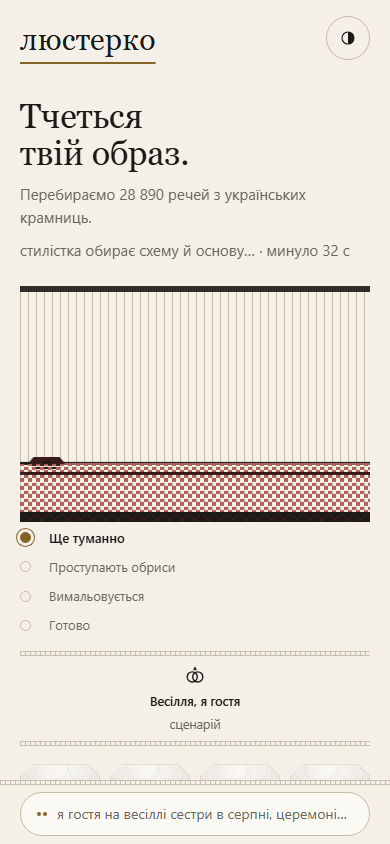 люстерко
Тчеться
твій образ.
Перебираємо 28 890 речей з українських
крамниць.
стилістка обирає схему й основу… · минуло 32 с
Ще туманно
Проступають обриси
Вимальовується
Готово
Весілля, я гостя
сценарій
я гостя на весіллі сестри в серпні, церемоні…